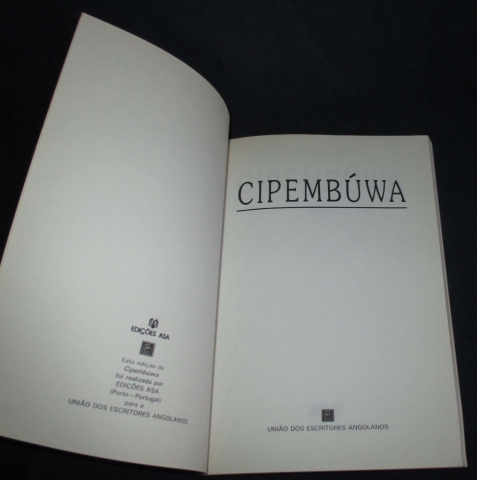 EDIÇÕES ASA
Esta edição de
Cipembúwa
foi realizada por
EDIÇÕES ASA
(Porto—Portugal)
para a
UNIÃO DOS ESCRITORES ANGOLANOS
CIPEMBÚWA
UNIÃO DOS ESCRITORES ANGOLANOS